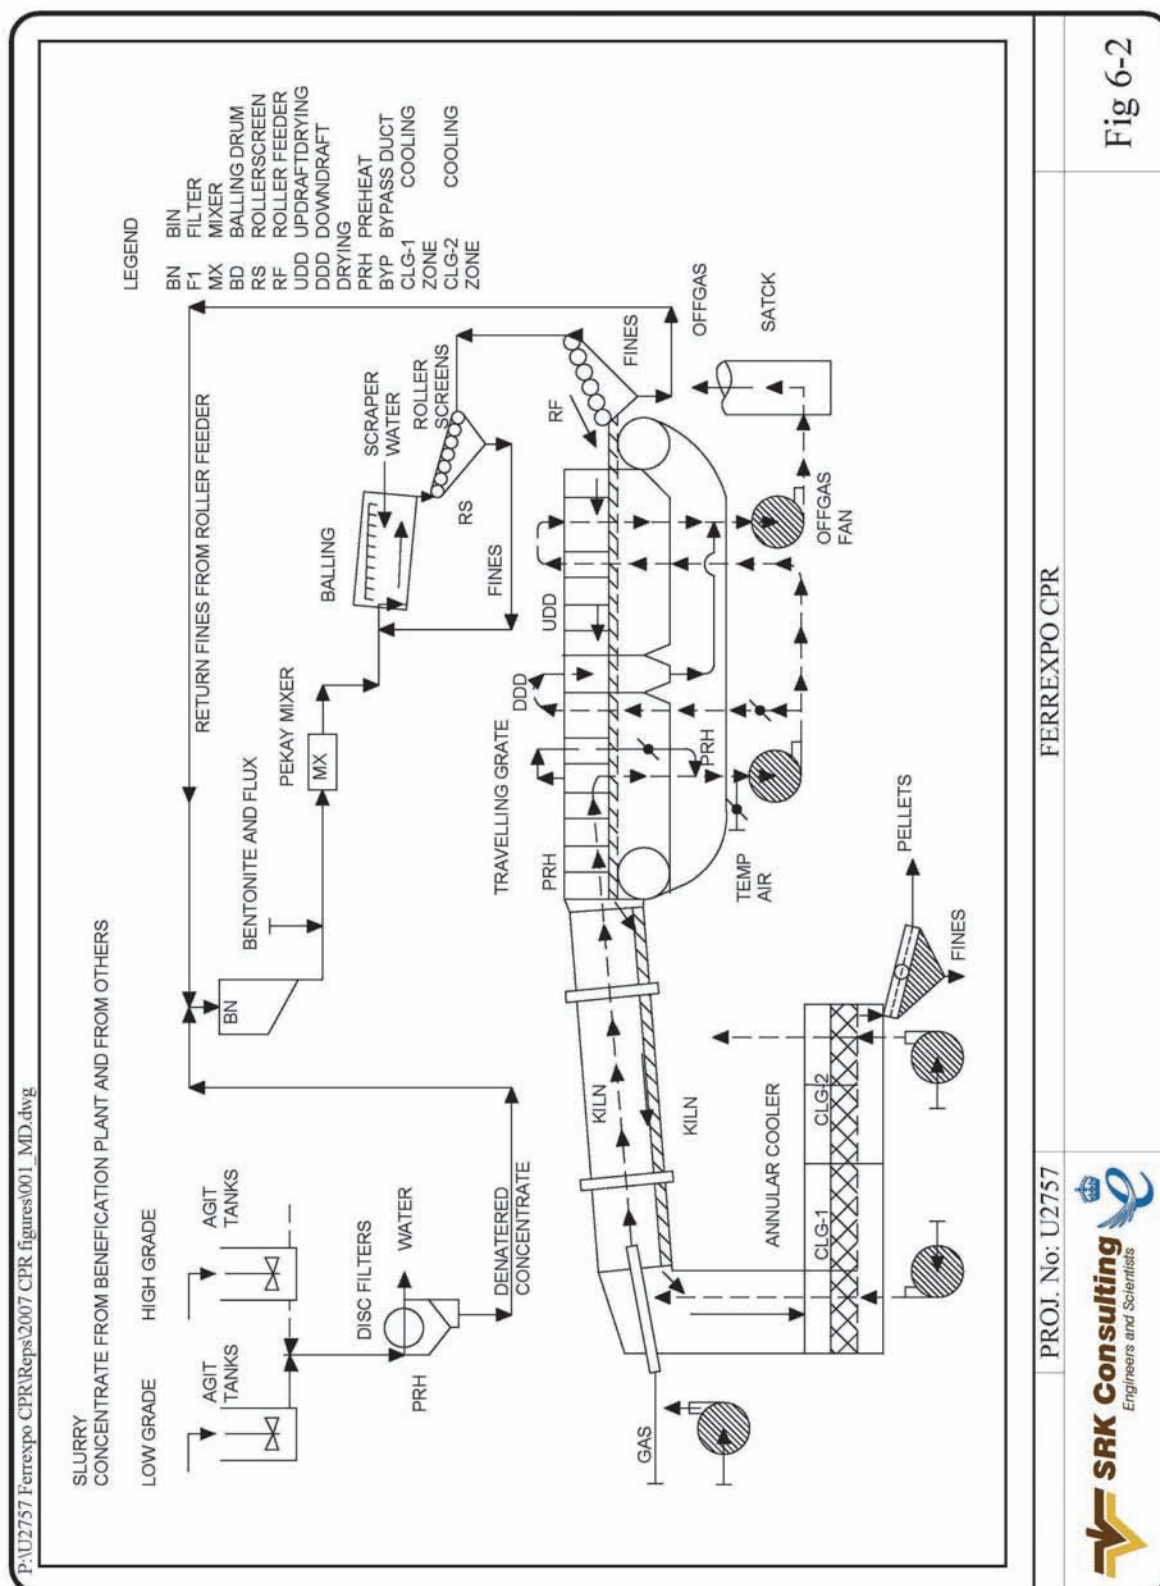 P:\U2757 Ferrexpo CPR\Reps\2007 CPR figures\001_MD.dwg
SLURRY
CONCENTRATE FROM BENEFICATION PLANT AND FROM OTHERS
LOW GRADE
HIGH GRADE
AGIT
TANKS
AGIT
TANKS
DISC FILTERS
WATER
PRH
DENATERED
CONCENTRATE
RETURN FINES FROM ROLLER FEEDER
BN
BENTONITE AND FLUX
PEKAY MIXER
MX
BALLING
SCRAPER
WATER
ROLLER
SCREENS
RS
FINES
LEGEND
BN BIN
F1 FILTER
MX MIXER
BD BALLING DRUM
RS ROLLERSCREEN
RF ROLLER FEEDER
UDD UPDRAFTDRYING
DDD DOWNDRAFT
DRYING
PRH PREHEAT
BYP BYPASS DUCT
CLG-1 COOLING
ZONE
CLG-2 COOLING
ZONE
TRAVELLING GRATE
PRH
DDD
UDD
RF
FINES
OFFGAS
SATCK
OFFGAS
FAN
PRH
TEMP
AIR
KILN
KILN
GAS
ANNULAR COOLER
CLG-1
CLG-2
PELLETS
FINES
PROJ. No: U2757
FERREXPO CPR
SRK Consulting
Engineers and Scientists
Fig 6-2